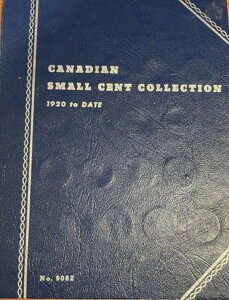 CANADIAN
SMALL CENT COLLECTION
1920 to DATE
No. 9062